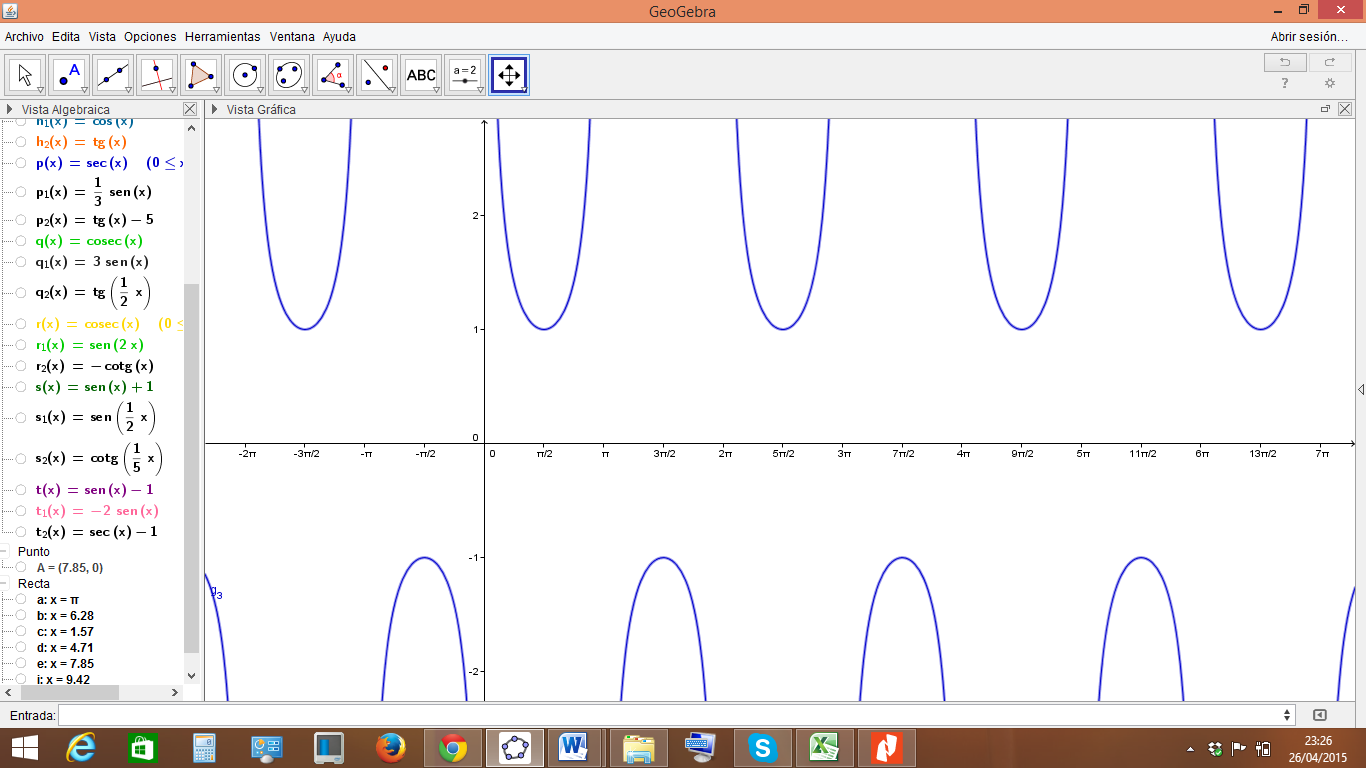 GeoGebra
Archivo Edita Vista Opciones Herramientas Ventana Ayuda
Abrir sesión...
A
α
ABC
a=2
?
Vista Algebraica
Vista Gráfica
h₁(x) = cos(x)
h₂(x) = tg(x)
p(x) = sec(x) (0 ≤ x
p₁(x) = 1/3 sen(x)
p₂(x) = tg(x) − 5
q(x) = cosec(x)
q₁(x) = 3 sen(x)
q₂(x) = tg(1/2 x)
r(x) = cosec(x) (0 ≤
r₁(x) = sen(2 x)
r₂(x) = −cotg(x)
s(x) = sen(x) + 1
s₁(x) = sen(1/2 x)
s₂(x) = cotg(1/5 x)
t(x) = sen(x) − 1
t₁(x) = −2 sen(x)
t₂(x) = sec(x) − 1
Punto
A = (7.85, 0)
Recta
a: x = π
b: x = 6.28
c: x = 1.57
d: x = 4.71
e: x = 7.85
i: x = 9.42
2
1
0
-2π -3π/2 -π -π/2 0 π/2 π 3π/2 2π 5π/2 3π 7π/2 4π 9π/2 5π 11π/2 6π 13π/2 7π
-1
g₃
-2
Entrada:
23:26
26/04/2015